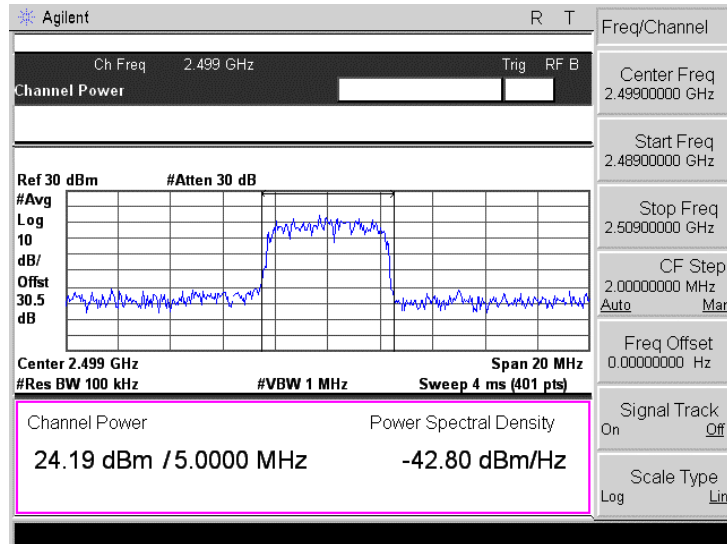 Agilent R T
Freq/Channel
Ch Freq 2.499 GHz Trig RF B
Channel Power
Center Freq
2.49900000 GHz
Start Freq
2.48900000 GHz
Stop Freq
2.50900000 GHz
CF Step
2.00000000 MHz
Auto Man
Freq Offset
0.00000000 Hz
Signal Track
On Off
Scale Type
Log Lin
Ref 30 dBm #Atten 30 dB
#Avg
Log
10
dB/
Offst
30.5
dB
Center 2.499 GHz Span 20 MHz
#Res BW 100 kHz #VBW 1 MHz Sweep 4 ms (401 pts)
Channel Power Power Spectral Density
24.19 dBm / 5.0000 MHz -42.80 dBm/Hz